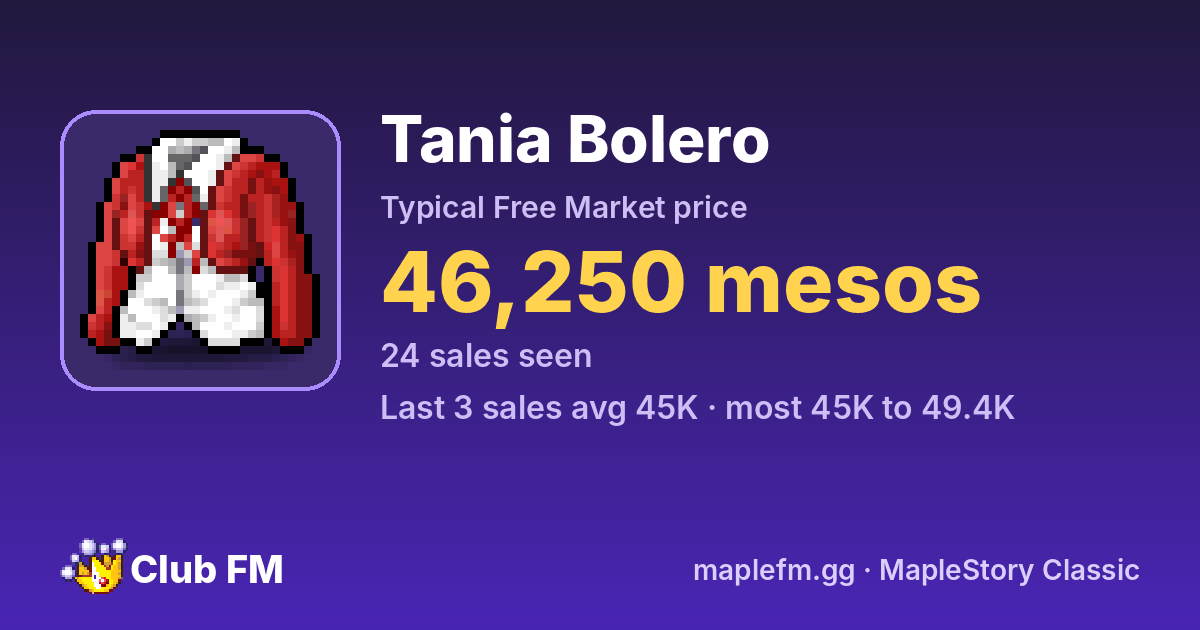 Tania Bolero
Typical Free Market price
46,250 mesos
24 sales seen
Last 3 sales avg 45K · most 45K to 49.4K
Club FM
maplefm.gg · MapleStory Classic